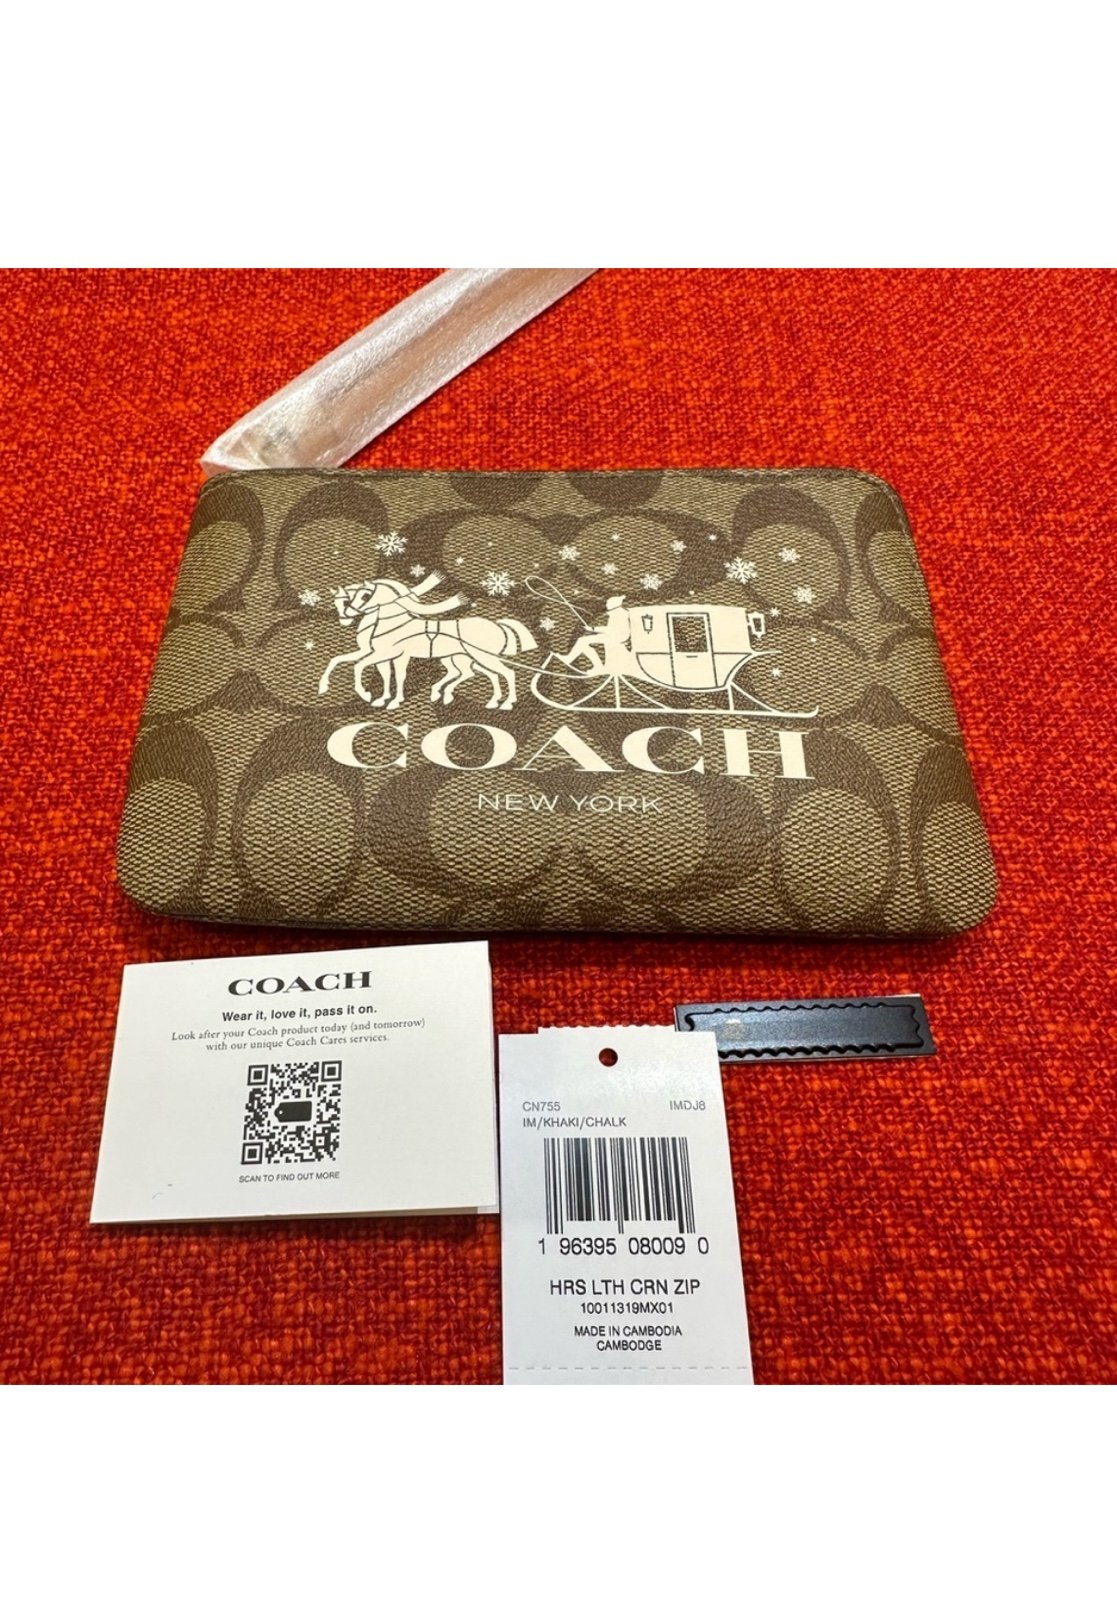 COACH
NEW YORK
COACH
Wear it, love it, pass it on.
Look after your Coach product today (and tomorrow)
with our unique Coach Cares services.
SCAN TO FIND OUT MORE
CN755 IMDJ8
IM/KHAKI/CHALK
1 96395 08009 0
HRS LTH CRN ZIP
10011319MX01
MADE IN CAMBODIA
CAMBODGE